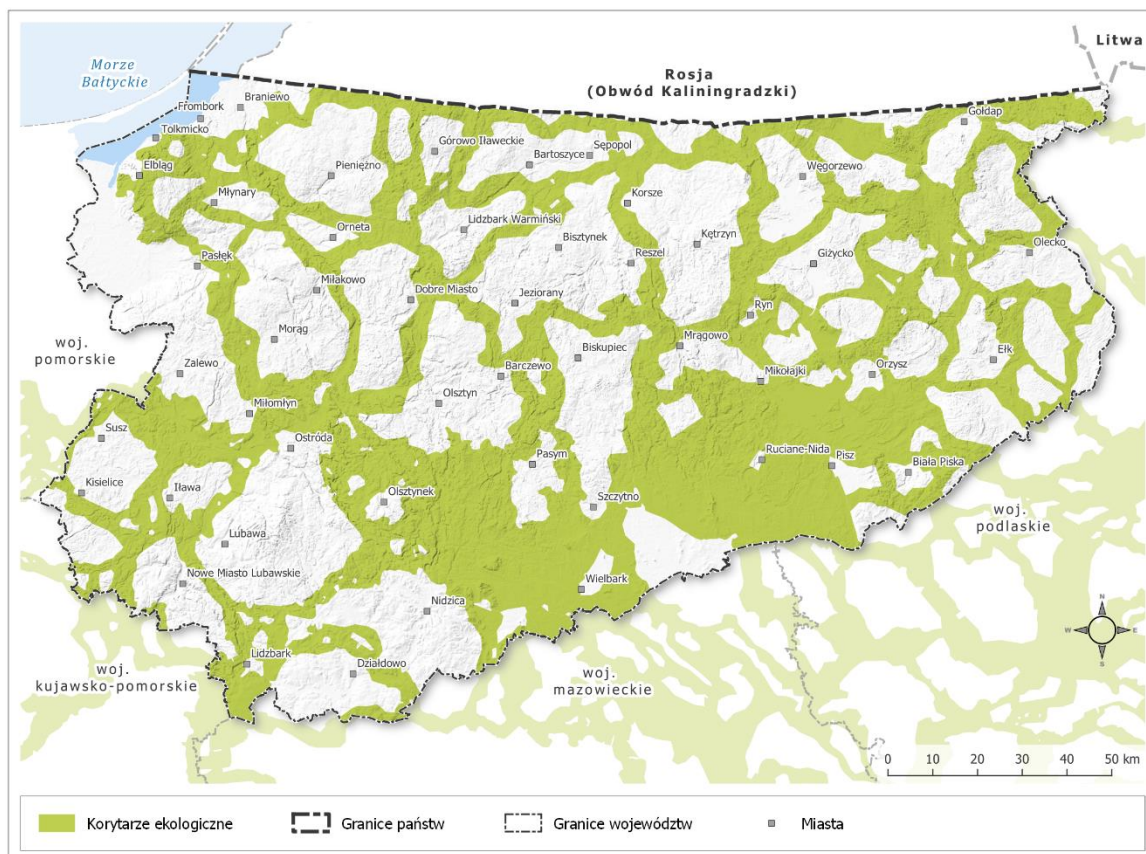 Morze
Bałtyckie
Litwa
Rosja
(Obwód Kaliningradzki)
Frombork
Braniewo
Tolkmicko
Gołdap
Górowo Iławeckie
Sępopol
Bartoszyce
Elbląg
Pieniężno
Węgorzewo
Młynary
Korsze
Lidzbark Warmiński
Orneta
Bisztynek
Kętrzyn
Olecko
Pasłęk
Reszel
Giżycko
Miłakowo
Dobre Miasto
Jeziorany
Ryn
Morąg
Mrągowo
woj.
pomorskie
Biskupiec
Ełk
Zalewo
Barczewo
Mikołajki
Orzysz
Olsztyn
Miłomłyn
Susz
Ostróda
Pasym
Ruciane-Nida
Pisz
Biała Piska
Kisielice
Iława
Olsztynek
Szczytno
woj.
podlaskie
Lubawa
Nowe Miasto Lubawskie
Wielbark
Nidzica
N
W
E
S
Lidzbark
Działdowo
woj.
kujawsko-pomorskie
woj.
mazowieckie
0 10 20 30 40 50 km
Korytarze ekologiczne
Granice państw
Granice województw
Miasta